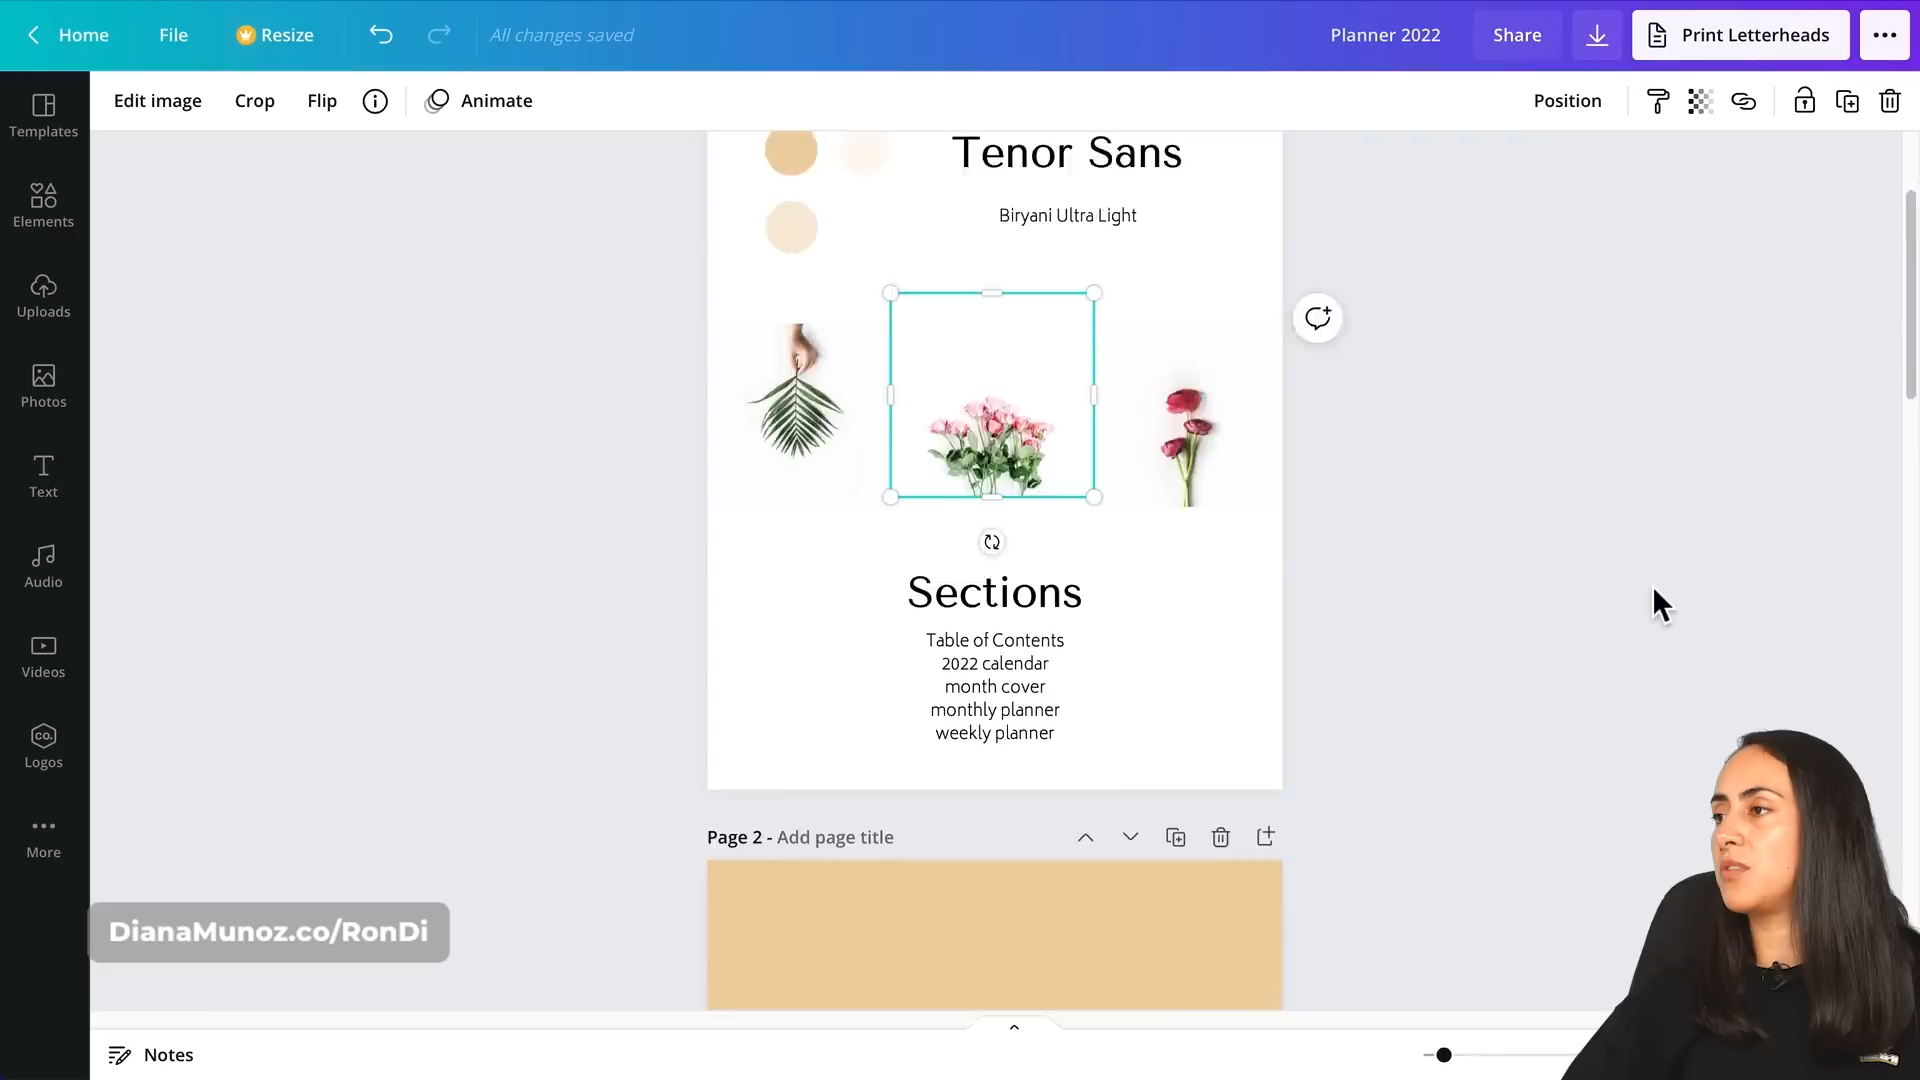 Home
File
Resize
All changes saved
Planner 2022
Share
Print Letterheads
Edit image
Crop
Flip
Animate
Position
Templates
Elements
Uploads
Photos
Text
Audio
Videos
CO.
Logos
More
Tenor Sans
Biryani Ultra Light
Sections
Table of Contents
2022 calendar
month cover
monthly planner
weekly planner
Page 2 - Add page title
DianaMunoz.co/RonDi
Notes